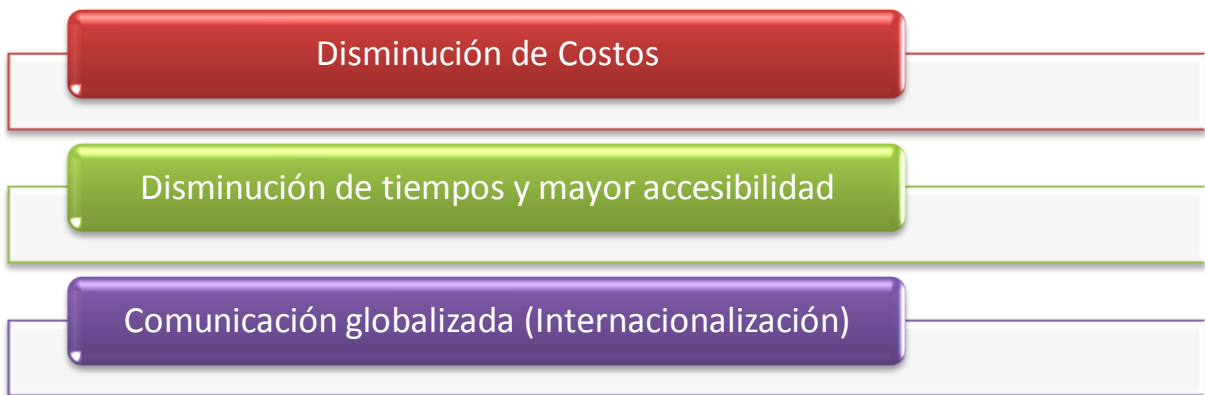 Disminución de Costos
Disminución de tiempos y mayor accesibilidad
Comunicación globalizada (Internacionalización)